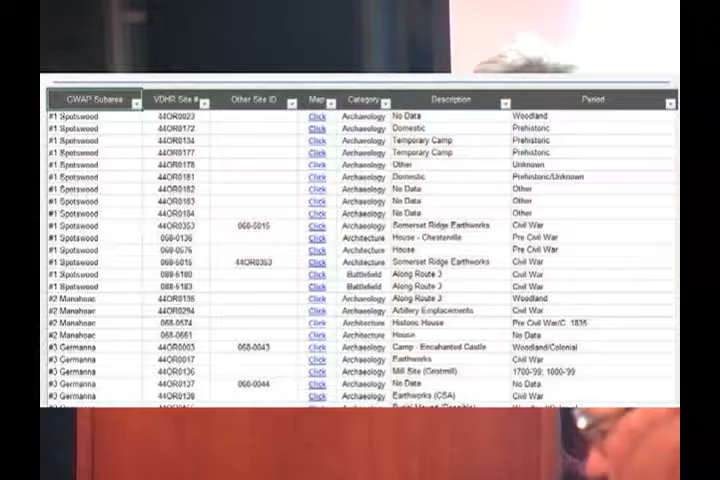 GWAP Subarea VDHR Site # Other Site ID Map Category Description Period
#1 Spotswood 44OR0023 Click Archaeology No Data Woodland
#1 Spotswood 44OR0172 Click Archaeology Domestic Prehistoric
#1 Spotswood 44OR0134 Click Archaeology Temporary Camp Prehistoric
#1 Spotswood 44OR0177 Click Archaeology Temporary Camp Prehistoric
#1 Spotswood 44OR0178 Click Archaeology Other Unknown
#1 Spotswood 44OR0181 Click Archaeology Domestic Prehistoric/Unknown
#1 Spotswood 44OR0182 Click Archaeology No Data Other
#1 Spotswood 44OR0183 Click Archaeology No Data Other
#1 Spotswood 44OR0184 Click Archaeology No Data Other
#1 Spotswood 44OR0353 068-5015 Click Archaeology Somerset Ridge Earthworks Civil War
#1 Spotswood 068-0136 Click Architecture House - Chesterville Pre Civil War
#1 Spotswood 068-0576 Click Architecture House Pre Civil War
#1 Spotswood 068-5015 44OR0353 Click Architecture Somerset Ridge Earthworks Civil War
#1 Spotswood 088-5180 Click Battlefield Along Route 3 Civil War
#1 Spotswood 088-5183 Click Battlefield Along Route 3 Civil War
#2 Manahoac 44OR0135 Click Archaeology Along Route 3 Woodland
#2 Manahoac 44OR0294 Click Archaeology Artillery Emplacements Civil War
#2 Manahoac 068-0574 Click Architecture Historic House Pre Civil War/C. 1835
#2 Manahoac 068-0661 Click Architecture House No Data
#3 Germanna 44OR0003 068-0043 Click Archaeology Camp - Enchanted Castle Woodland/Colonial
#3 Germanna 44OR0017 Click Archaeology Earthworks Civil War
#3 Germanna 44OR0136 Click Archaeology Mill Site (Gristmill) 1700-99; 1800-99
#3 Germanna 44OR0137 068-0044 Click Archaeology No Data No Data
#3 Germanna 44OR0138 Click Archaeology Earthworks (CSA) Civil War